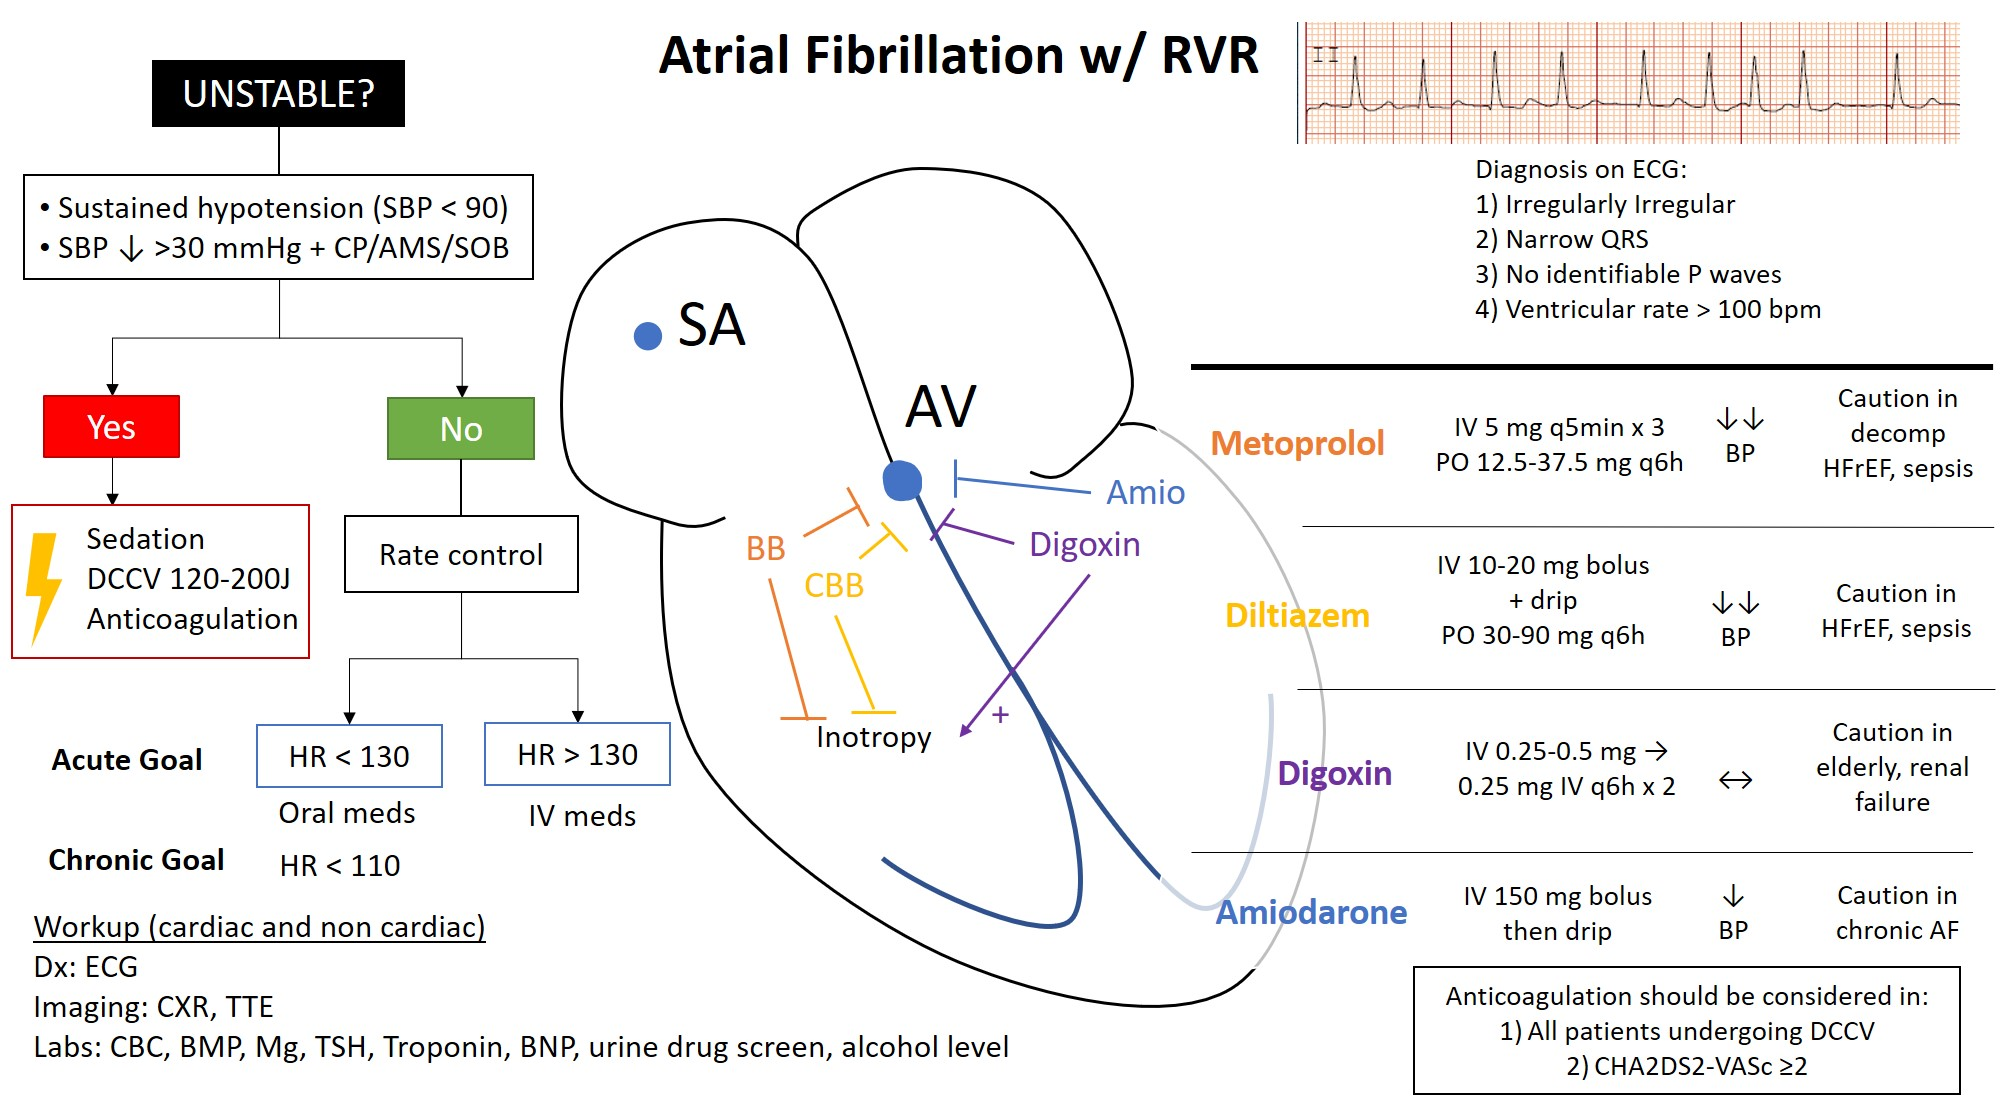 Atrial Fibrillation w/ RVR
UNSTABLE?
• Sustained hypotension (SBP < 90)
• SBP ↓ >30 mmHg + CP/AMS/SOB
Yes
No
Sedation
DCCV 120-200J
Anticoagulation
Rate control
Acute Goal
HR < 130
HR > 130
Oral meds
IV meds
Chronic Goal
HR < 110
Workup (cardiac and non cardiac)
Dx: ECG
Imaging: CXR, TTE
Labs: CBC, BMP, Mg, TSH, Troponin, BNP, urine drug screen, alcohol level
SA
AV
Amio
BB
Digoxin
CBB
+
Inotropy
II
Diagnosis on ECG:
1) Irregularly Irregular
2) Narrow QRS
3) No identifiable P waves
4) Ventricular rate > 100 bpm
Metoprolol
IV 5 mg q5min x 3
PO 12.5-37.5 mg q6h
↓↓
BP
Caution in
decomp
HFrEF, sepsis
Diltiazem
IV 10-20 mg bolus
+ drip
PO 30-90 mg q6h
↓↓
BP
Caution in
HFrEF, sepsis
Digoxin
IV 0.25-0.5 mg →
0.25 mg IV q6h x 2
↔
Caution in
elderly, renal
failure
Amiodarone
IV 150 mg bolus
then drip
↓
BP
Caution in
chronic AF
Anticoagulation should be considered in:
1) All patients undergoing DCCV
2) CHA2DS2-VASc ≥2